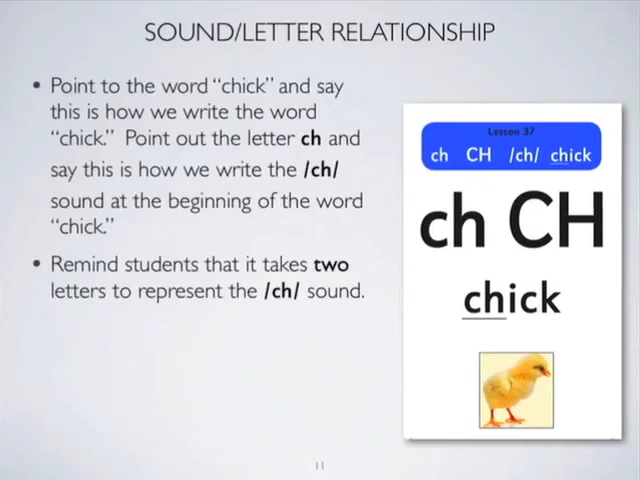 SOUND/LETTER RELATIONSHIP
• Point to the word “chick” and say
this is how we write the word
“chick.” Point out the letter ch and
say this is how we write the /ch/
sound at the beginning of the word
“chick.”
• Remind students that it takes two
letters to represent the /ch/ sound.
Lesson 37
ch CH /ch/ chick
ch CH
chick
11